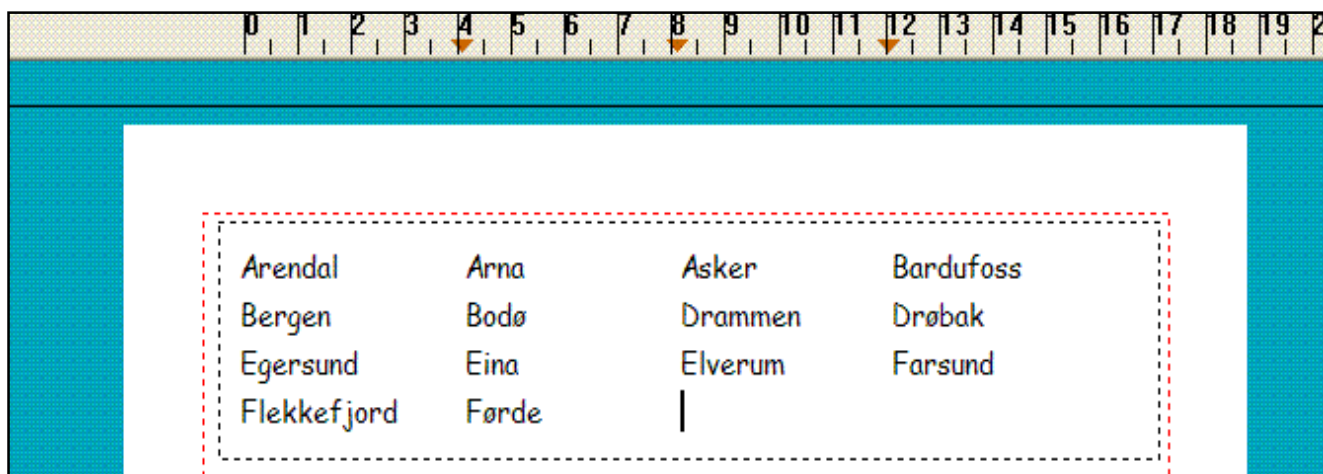 0 1 2 3 4 5 6 7 8 9 10 11 12 13 14 15 16 17 18 19
Arendal Arna Asker Bardufoss
Bergen Bodø Drammen Drøbak
Egersund Eina Elverum Farsund
Flekkefjord Førde